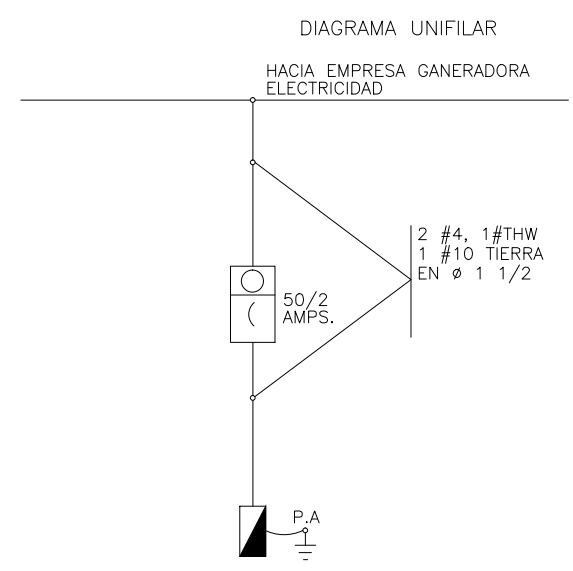 DIAGRAMA UNIFILAR
HACIA EMPRESA GANERADORA
ELECTRICIDAD
2 #4, 1#THW
1 #10 TIERRA
EN ø 1 1/2
50/2
AMPS.
P.A